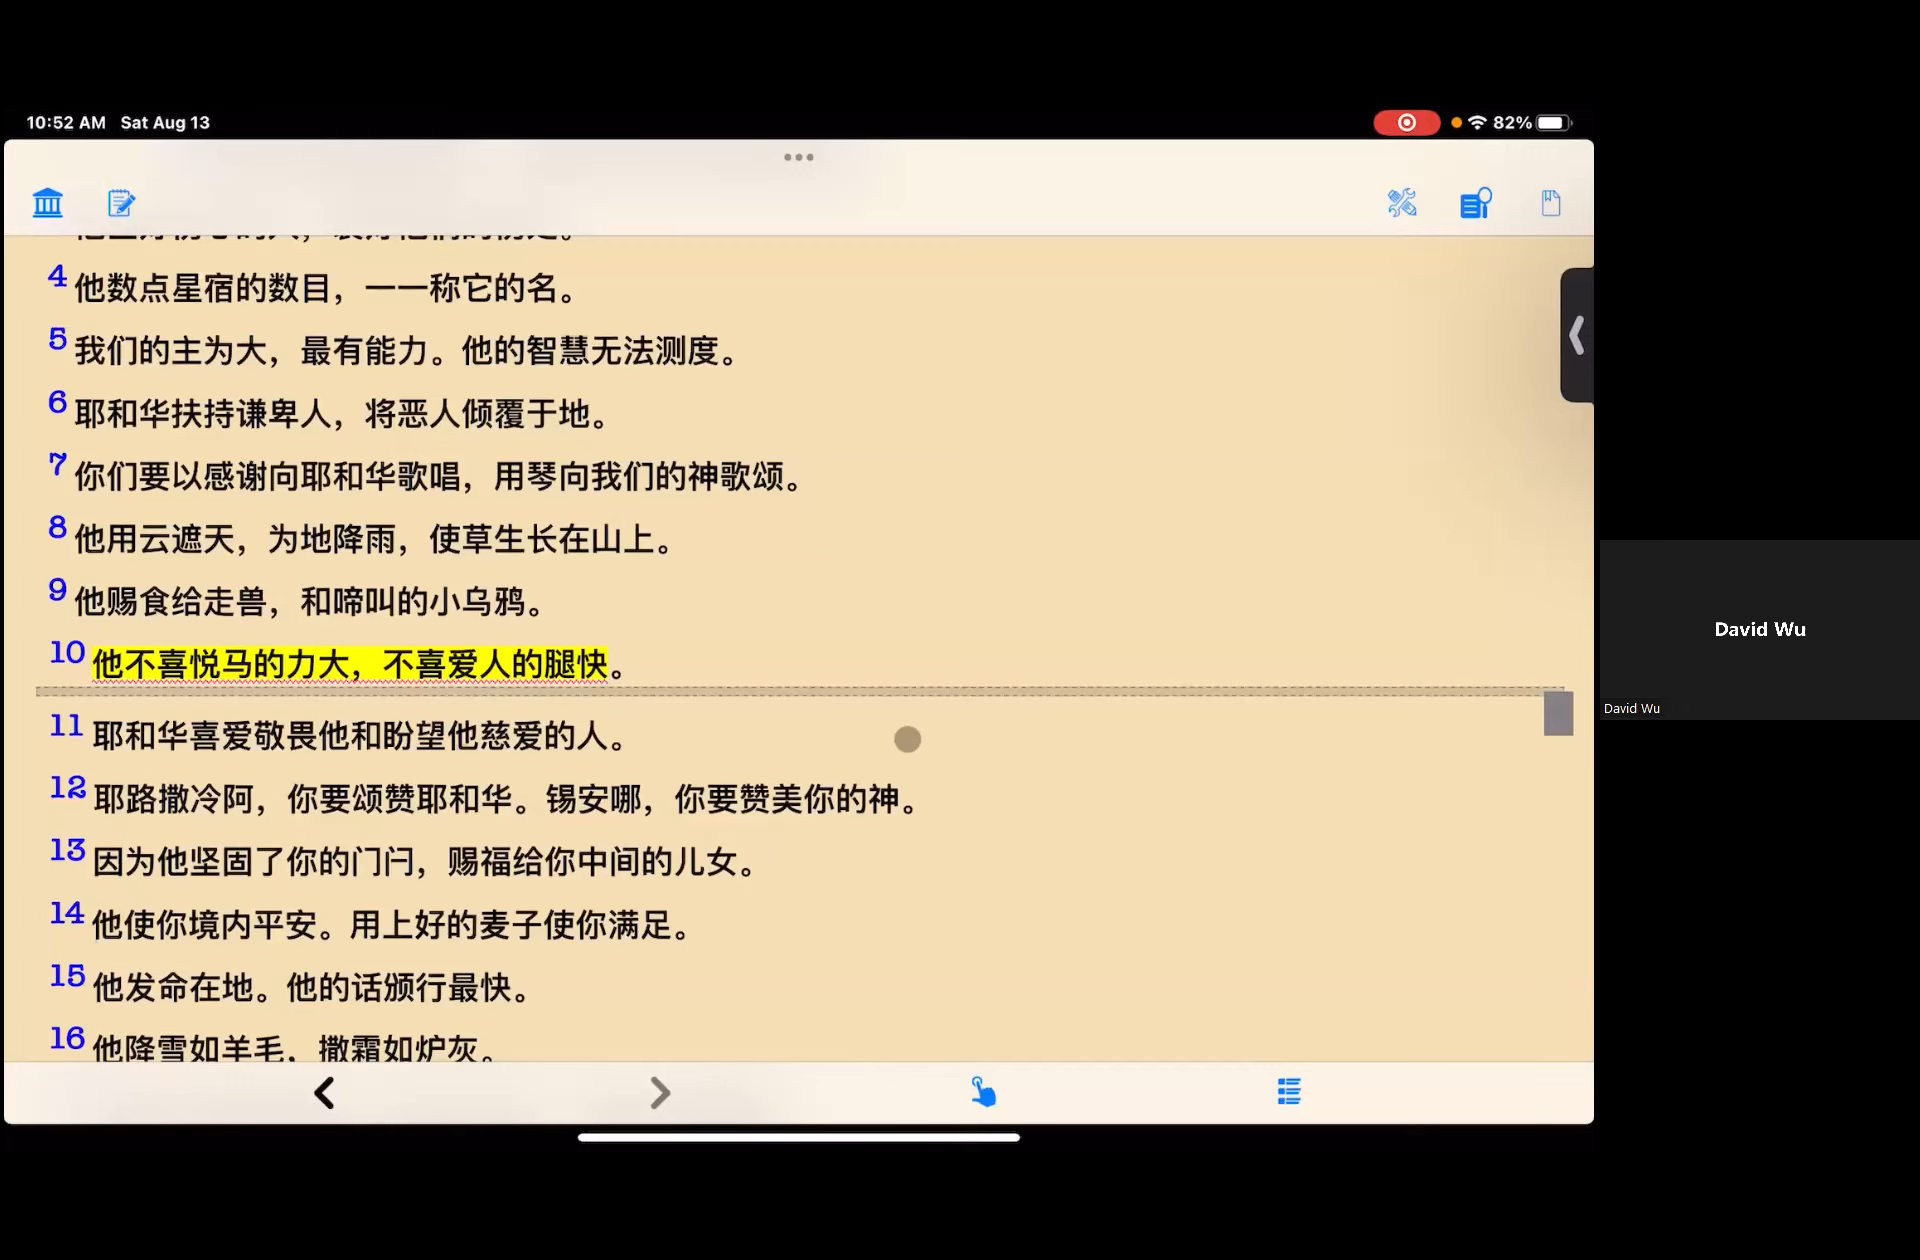 10:52 AM Sat Aug 13
82%
4 他数点星宿的数目，一一称它的名。
5 我们的主为大，最有能力。他的智慧无法测度。
6 耶和华扶持谦卑人，将恶人倾覆于地。
7 你们要以感谢向耶和华歌唱，用琴向我们的神歌颂。
8 他用云遮天，为地降雨，使草生长在山上。
9 他赐食给走兽，和啼叫的小乌鸦。
10 他不喜悦马的力大，不喜爱人的腿快。
11 耶和华喜爱敬畏他和盼望他慈爱的人。
12 耶路撒冷阿，你要颂赞耶和华。锡安哪，你要赞美你的神。
13 因为他坚固了你的门闩，赐福给你中间的儿女。
14 他使你境内平安。用上好的麦子使你满足。
15 他发命在地。他的话颁行最快。
16 他降雪如羊毛，撒霜如炉灰。
David Wu
David Wu